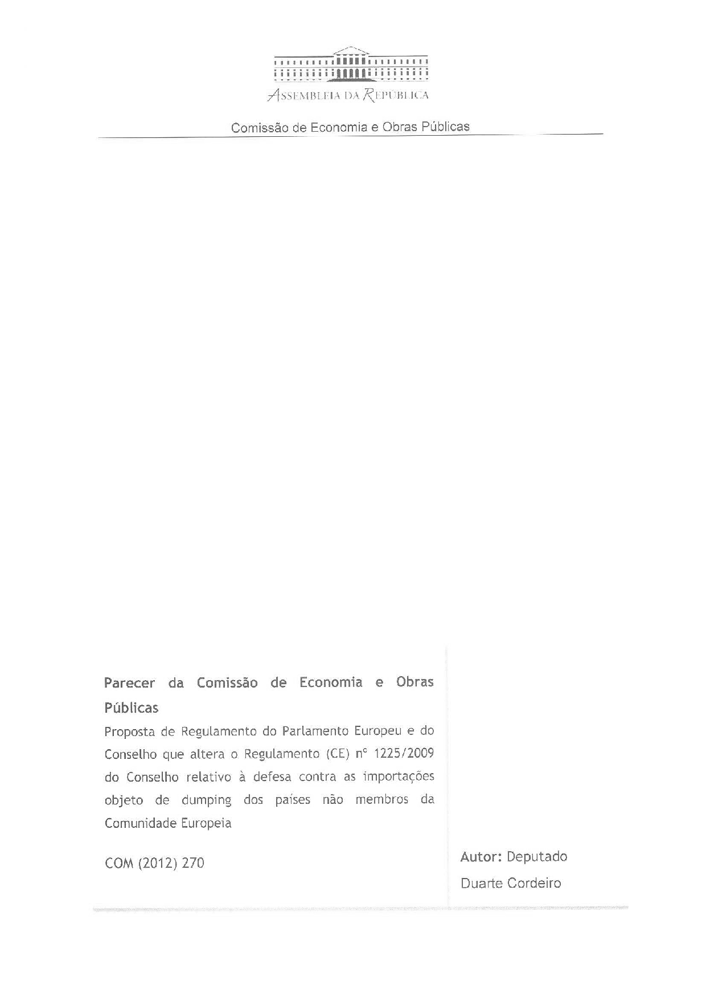 ASSEMBLEIA DA REPÚBLICA
Comissão de Economia e Obras Públicas
Parecer da Comissão de Economia e Obras
Públicas
Proposta de Regulamento do Parlamento Europeu e do
Conselho que altera o Regulamento (CE) nº 1225/2009
do Conselho relativo à defesa contra as importações
objeto de dumping dos países não membros da
Comunidade Europeia
COM (2012) 270
Autor: Deputado
Duarte Cordeiro